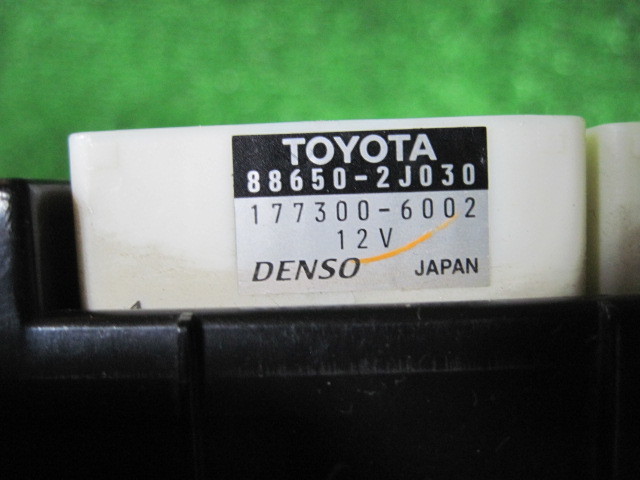 TOYOTA
88650-2J030
177300-6002
12V
DENSO JAPAN